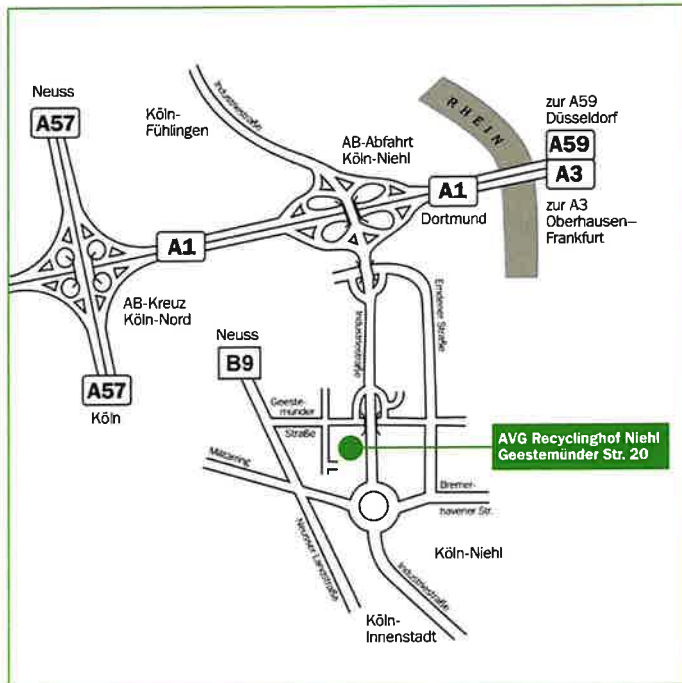 Neuss
A57
Köln-
Fühlingen
Industriestraße
AB-Abfahrt
Köln-Niehl
RHEIN
zur A59
Düsseldorf
A59
A3
zur A3
Oberhausen–
Frankfurt
A1
Dortmund
A1
AB-Kreuz
Köln-Nord
A57
Köln
Neuss
B9
Industriestraße
Emdener Straße
Geeste-
münder
Straße
AVG Recyclinghof Niehl
Geestemünder Str. 20
Militärring
Bremer-
havener Str.
Neusser Landstraße
Köln-Niehl
Industriestraße
Köln-
Innenstadt